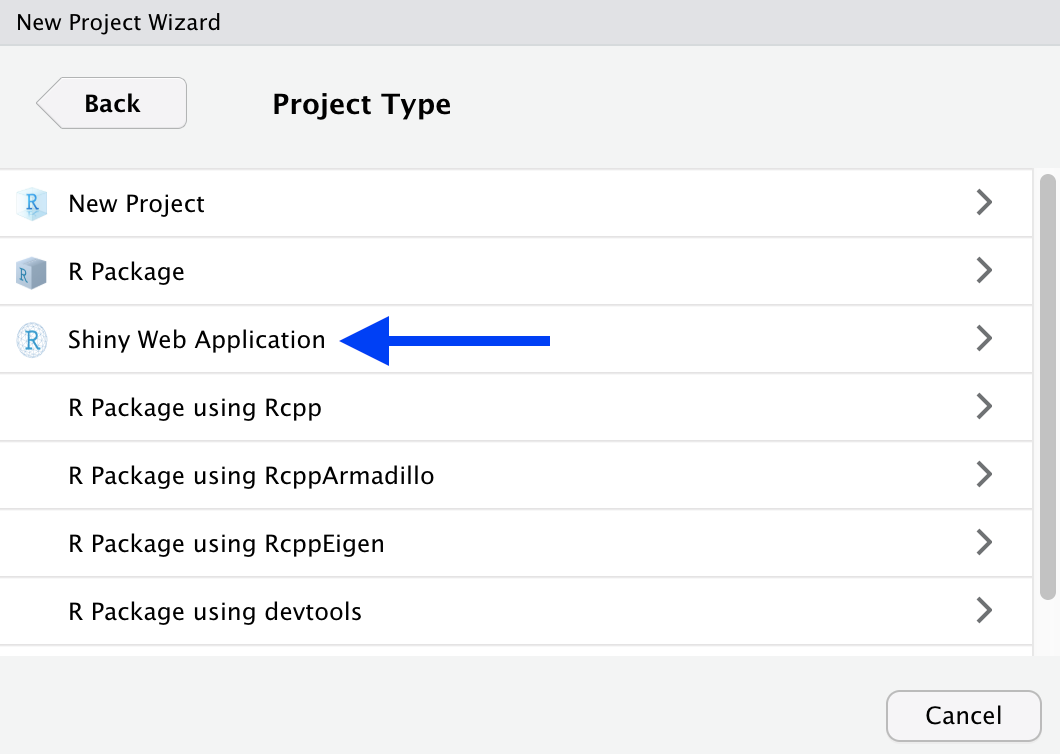 New Project Wizard
Back
Project Type
R New Project
R R Package
R Shiny Web Application
R Package using Rcpp
R Package using RcppArmadillo
R Package using RcppEigen
R Package using devtools
Cancel